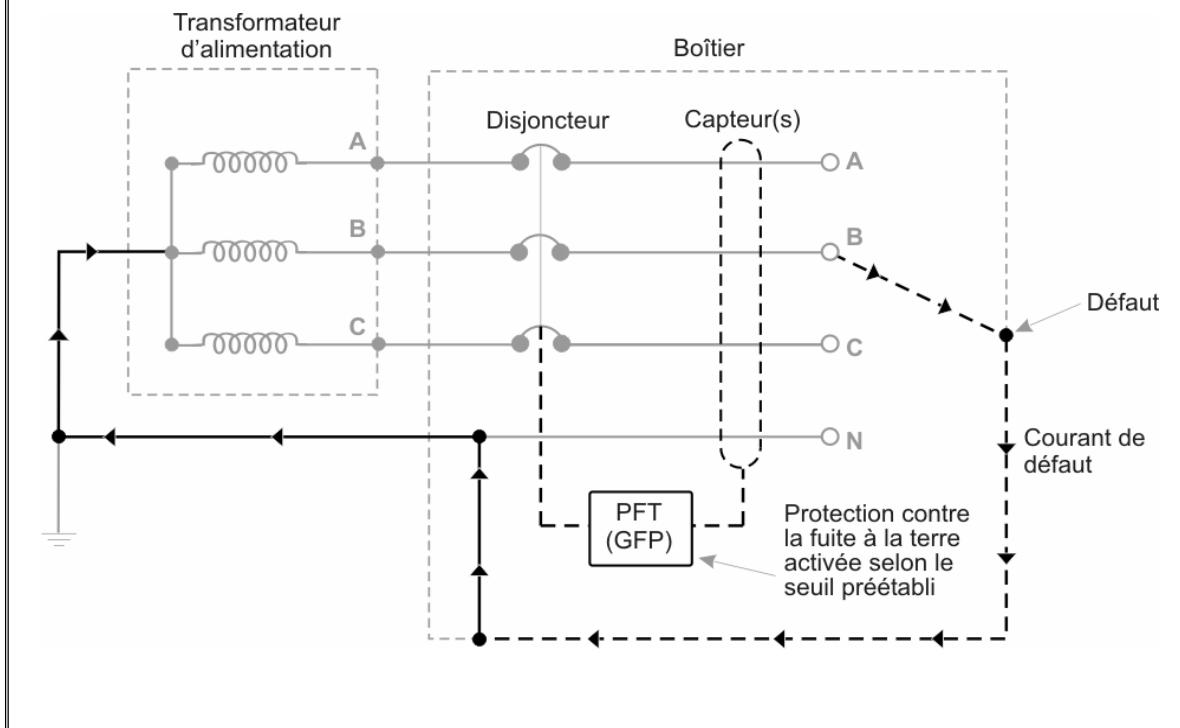 Transformateur
d'alimentation
Boîtier
Disjoncteur
Capteur(s)
A
A
B
B
Défaut
C
C
N
Courant de
défaut
PFT
(GFP)
Protection contre
la fuite à la terre
activée selon le
seuil préétabli